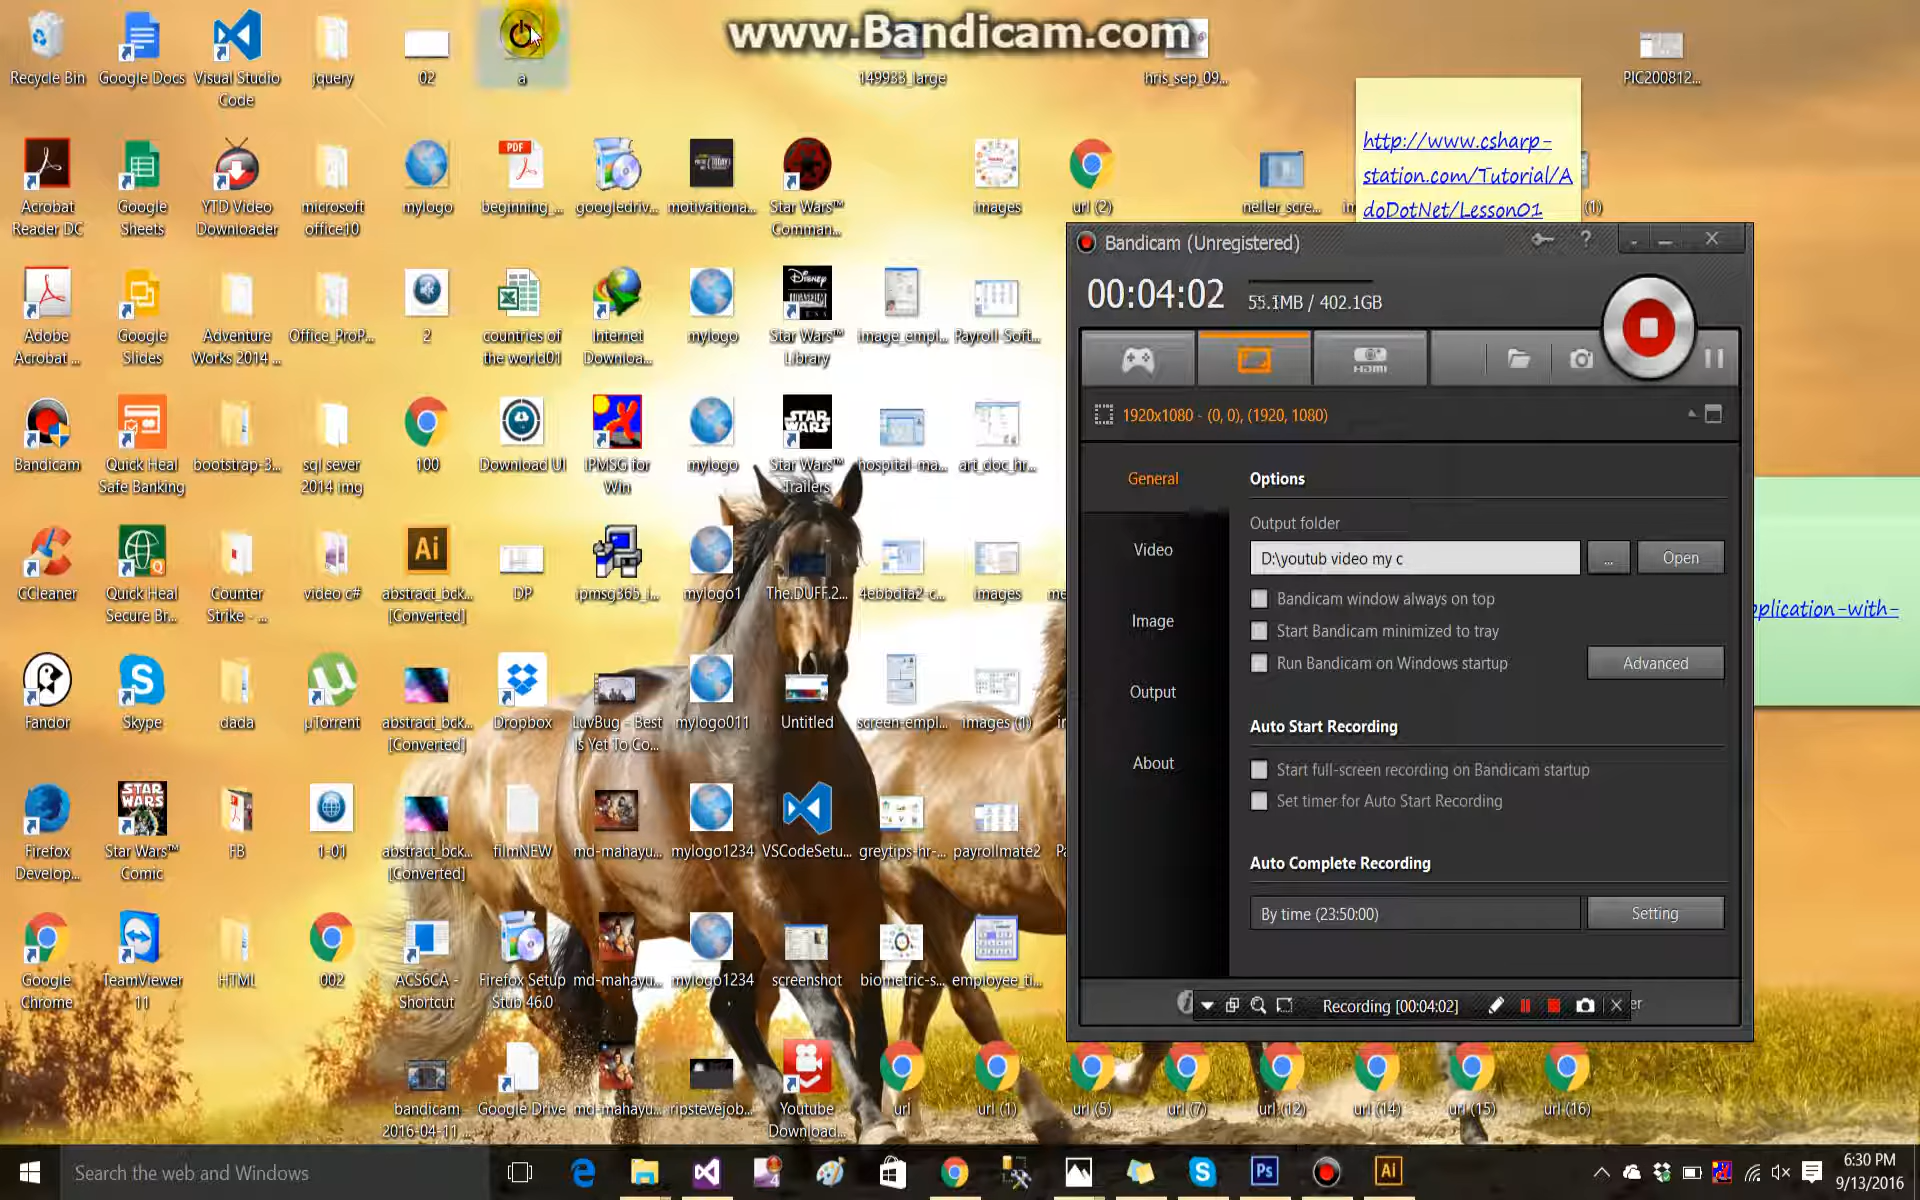 www.Bandicam.com
Recycle Bin
Google Docs
Visual Studio
Code
jquery
02
a
149933_large
hris_sep_09...
PIC200812...
http://www.csharp-
station.com/Tutorial/A
doDotNet/Lesson01
Acrobat
Reader DC
Google
Sheets
YTD Video
Downloader
microsoft
office10
mylogo
PDF
beginning_...
googledriv...
motivationa...
Star Wars™
Comman...
images
url (2)
neller_scre...
(1)
Adobe
Acrobat ...
Google
Slides
Adventure
Works 2014 ...
Office_ProP...
2
countries of
the world01
Internet
Downloa...
mylogo
Star Wars™
Library
image_empl...
Payroll-Soft...
Bandicam (Unregistered)
00:04:02
55.1MB / 402.1GB
HDMI
1920x1080 - (0, 0), (1920, 1080)
Bandicam
Quick Heal
Safe Banking
bootstrap-3...
sql sever
2014 img
100
Download UI
IPMSG for
Win
mylogo
STAR
WARS
Star Wars™
Trailers
hospital-ma...
art_doc_hr...
General
Video
Image
Output
About
Options
Output folder
D:\youtub video my c
...
Open
Bandicam window always on top
Start Bandicam minimized to tray
Run Bandicam on Windows startup
Advanced
Auto Start Recording
Start full-screen recording on Bandicam startup
Set timer for Auto Start Recording
Auto Complete Recording
By time (23:50:00)
Setting
Recording [00:04:02]
er
pplication-with-
CCleaner
Quick Heal
Secure Br...
Counter
Strike - ...
video c#
Ai
abstract_bck...
[Converted]
DP
ipmsg365_i...
mylogo1
The.DUFF.2...
4ebbdfa2-c...
images
Fandor
Skype
dada
µTorrent
abstract_bck...
[Converted]
Dropbox
LuvBug - Best
Is Yet To Co...
mylogo011
Untitled
screen-empl...
images (1)
Firefox
Develop...
STAR
WARS
Star Wars™
Comic
FB
1-01
abstract_bck...
[Converted]
filmNEW
md-mahayu...
mylogo1234
VSCodeSetu...
greytips-hr-...
payrollmate2
Google
Chrome
TeamViewer
11
HTML
002
ACS6CA -
Shortcut
Firefox Setup
Stub 46.0
md-mahayu...
mylogo1234
screenshot
biometric-s...
employee_ti...
bandicam
2016-04-11 ...
Google Drive
md-mahayu...
ripstevejob...
Youtube
Download...
url
url (1)
url (5)
url (7)
url (12)
url (14)
url (15)
url (16)
Search the web and Windows
Ps
Ai
6:30 PM
9/13/2016